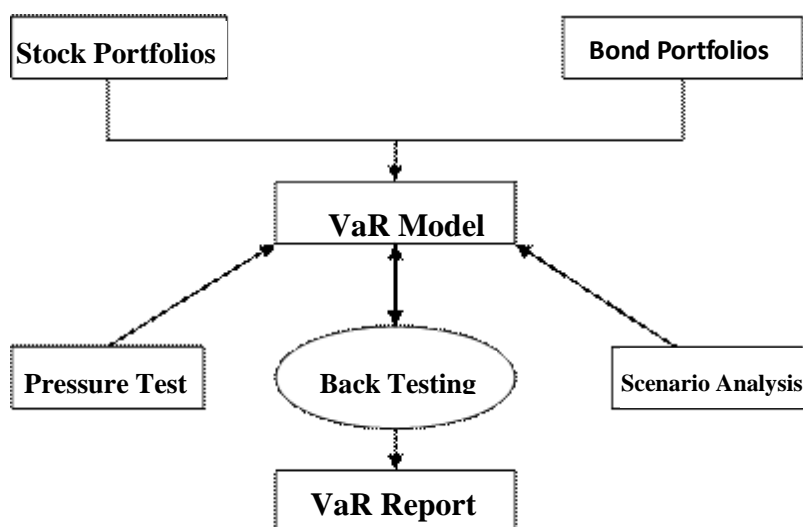 Stock Portfolios
Bond Portfolios
VaR Model
Pressure Test
Back Testing
Scenario Analysis
VaR Report